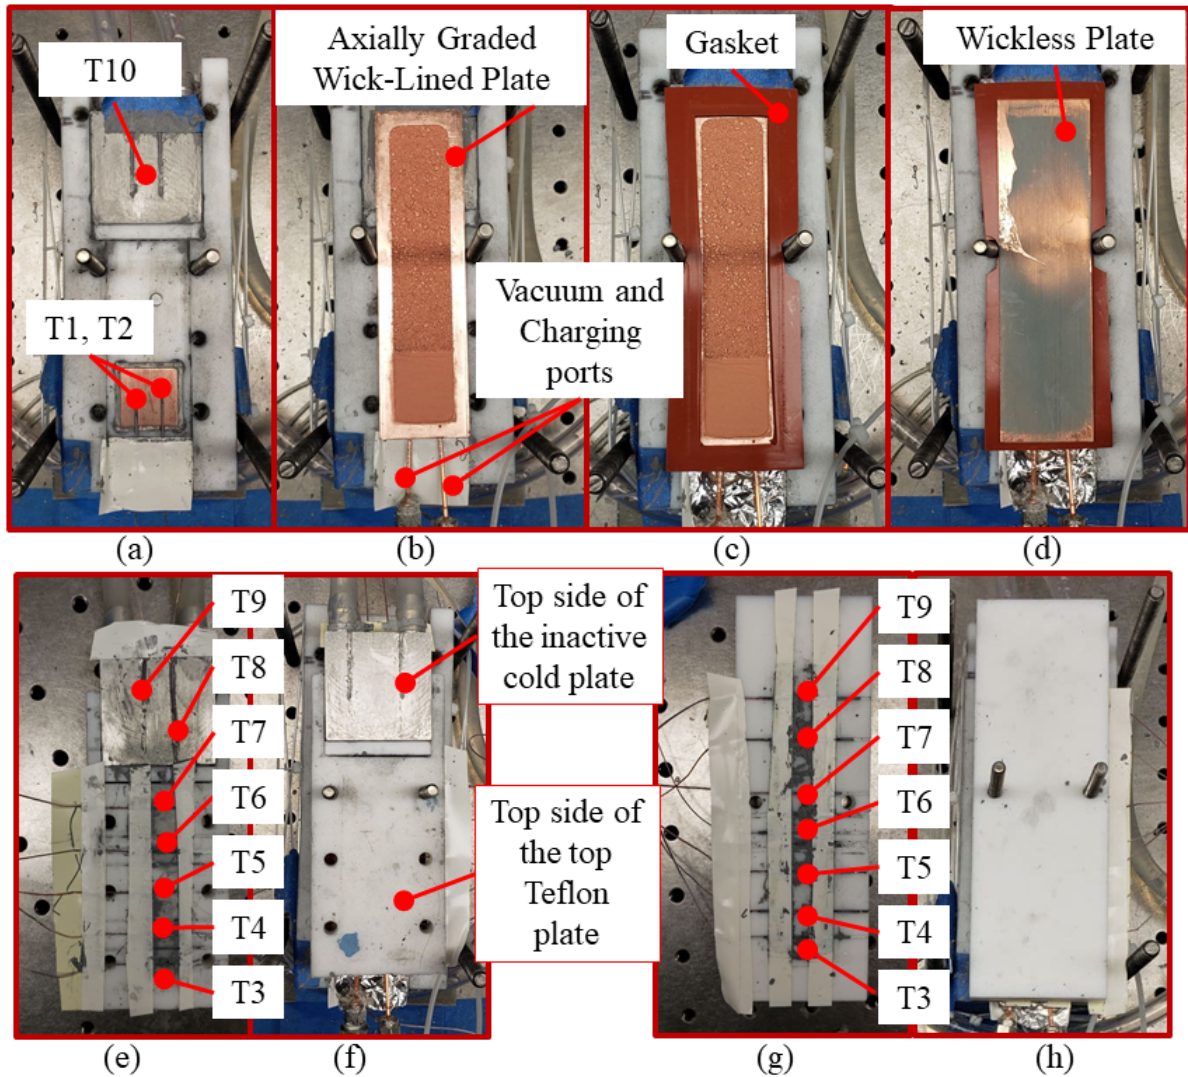 T10
Axially Graded
Wick-Lined Plate
Gasket
Wickless Plate
T1, T2
Vacuum and
Charging
ports
(a)
(b)
(c)
(d)
T9
T8
T7
T6
T5
T4
T3
Top side of
the inactive
cold plate
Top side of
the top
Teflon
plate
T9
T8
T7
T6
T5
T4
T3
(e)
(f)
(g)
(h)